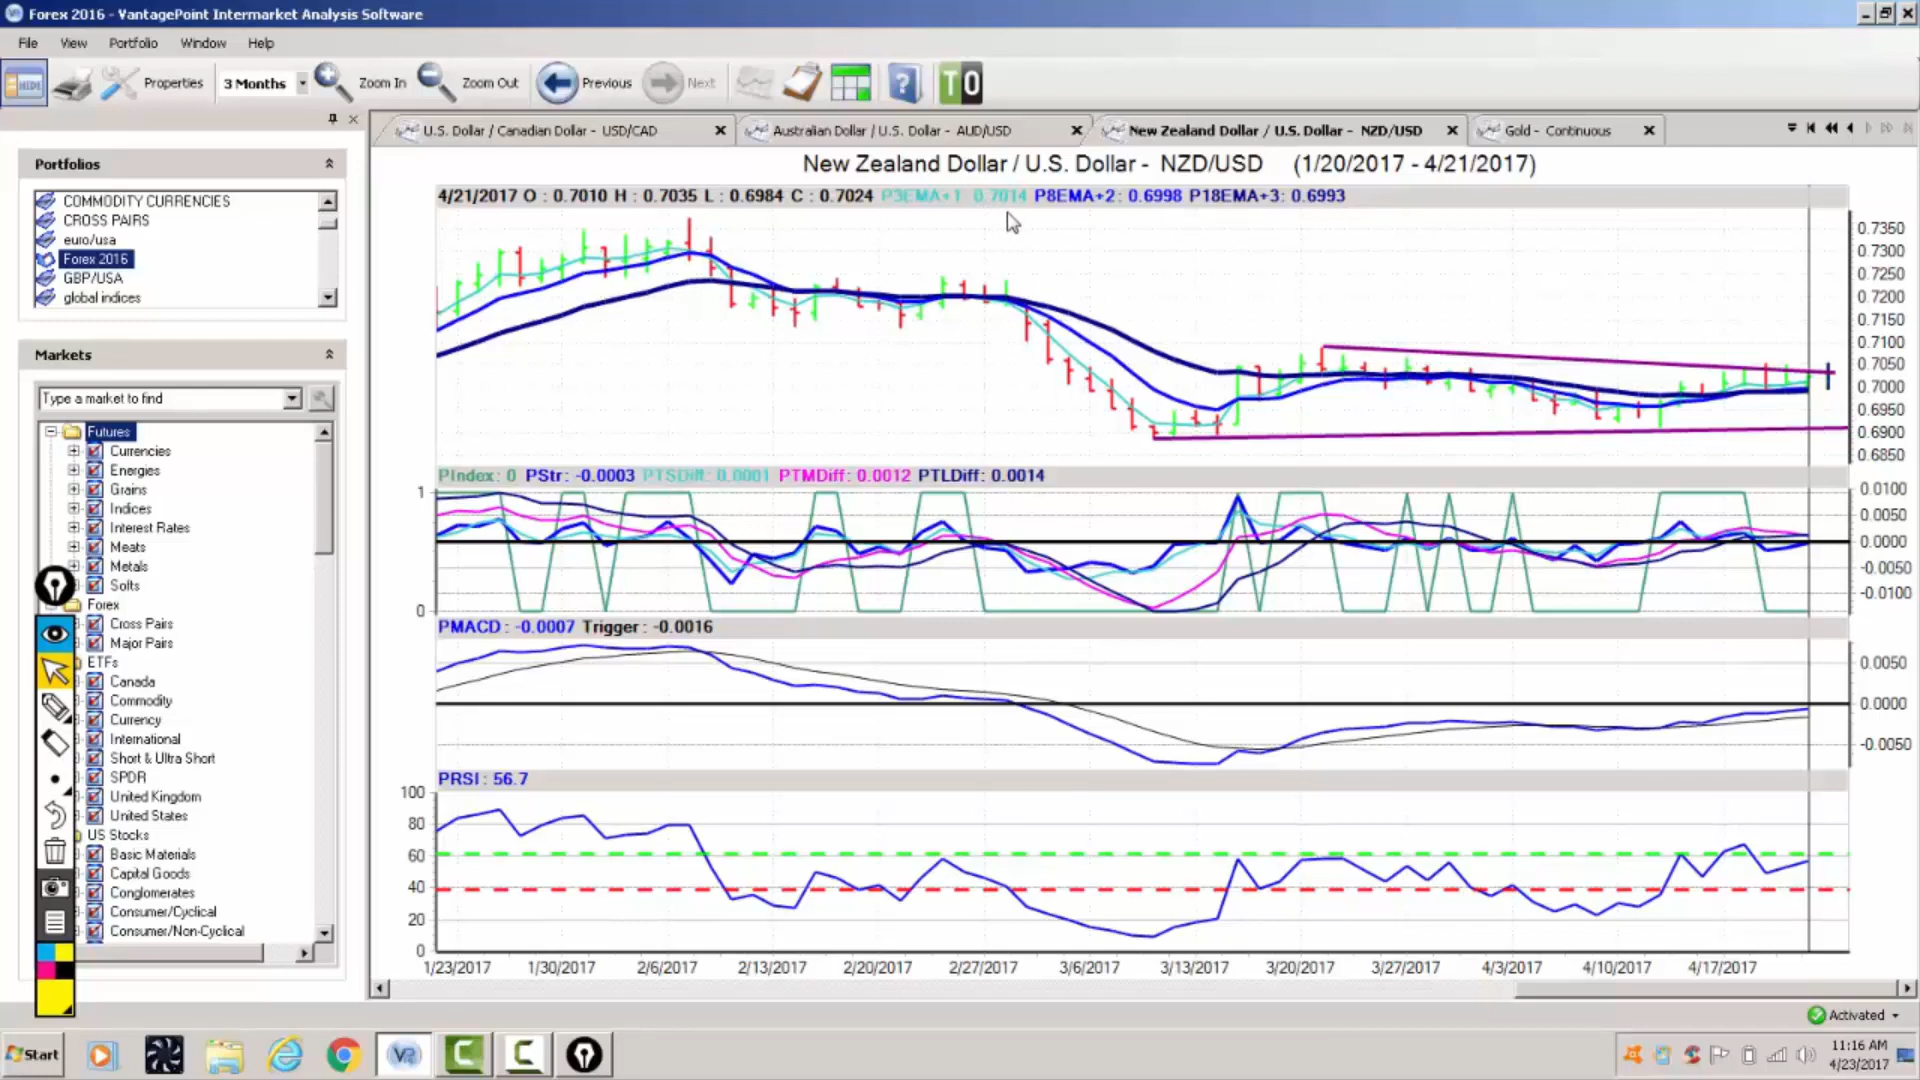 Forex 2016 - VantagePoint Intermarket Analysis Software
File View Portfolio Window Help
HIDE Properties 3 Months Zoom In Zoom Out Previous Next ? TO
Portfolios
COMMODITY CURRENCIES
CROSS PAIRS
euro/usa
Forex 2016
GBP/USA
global indices
Markets
Type a market to find
Futures
Currencies
Energies
Grains
Indices
Interest Rates
Meats
Metals
Softs
Forex
Cross Pairs
Major Pairs
ETFs
Canada
Commodity
Currency
International
Short & Ultra Short
SPDR
United Kingdom
United States
US Stocks
Basic Materials
Capital Goods
Conglomerates
Consumer/Cyclical
Consumer/Non-Cyclical
U.S. Dollar / Canadian Dollar - USD/CAD
Australian Dollar / U.S. Dollar - AUD/USD
New Zealand Dollar / U.S. Dollar - NZD/USD
Gold - Continuous
New Zealand Dollar / U.S. Dollar - NZD/USD (1/20/2017 - 4/21/2017)
4/21/2017 O : 0.7010 H : 0.7035 L : 0.6984 C : 0.7024 P3EMA+1: 0.7014 P8EMA+2: 0.6998 P18EMA+3: 0.6993
0.7350
0.7300
0.7250
0.7200
0.7150
0.7100
0.7050
0.7000
0.6950
0.6900
0.6850
PIndex: 0 PStr: -0.0003 PTSDiff: 0.0001 PTMDiff: 0.0012 PTLDiff: 0.0014
1
0
0.0100
0.0050
0.0000
-0.0050
-0.0100
PMACD: -0.0007 Trigger: -0.0016
0.0050
0.0000
-0.0050
PRSI: 56.7
100
80
60
40
20
0
1/23/2017 1/30/2017 2/6/2017 2/13/2017 2/20/2017 2/27/2017 3/6/2017 3/13/2017 3/20/2017 3/27/2017 4/3/2017 4/10/2017 4/17/2017
Activated
Start
11:16 AM
4/23/2017